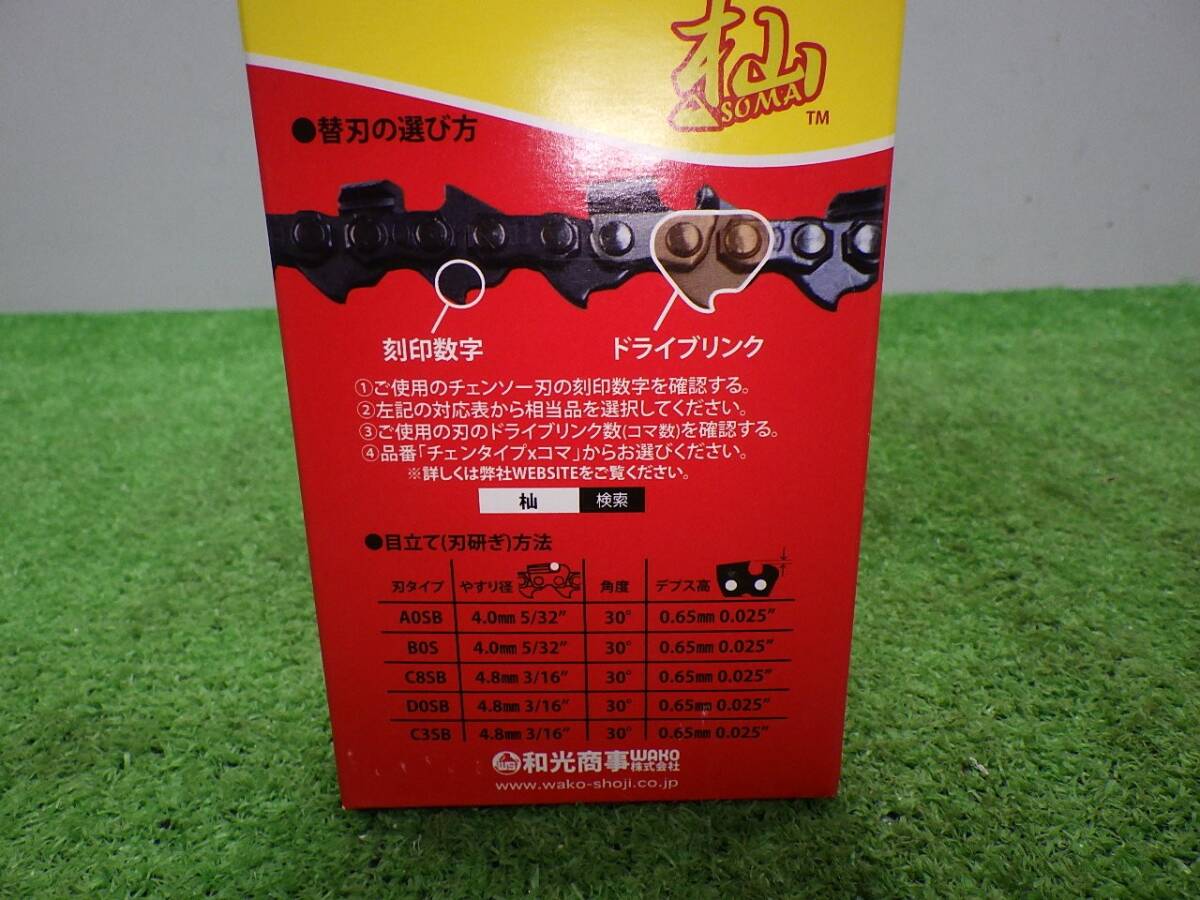 杣
SOMA
TM
●替刃の選び方
刻印数字
ドライブリンク
①ご使用のチェンソー刃の刻印数字を確認する。
②左記の対応表から相当品を選択してください。
③ご使用の刃のドライブリンク数(コマ数)を確認する。
④品番「チェンタイプxコマ」からお選びください。
※詳しくは弊社WEBSITEをご覧ください。
杣 検索
●目立て(刃研ぎ)方法
刃タイプ やすり径 角度 デプス高
A0SB 4.0mm 5/32” 30° 0.65mm 0.025”
B0S 4.0mm 5/32” 30° 0.65mm 0.025”
C8SB 4.8mm 3/16” 30° 0.65mm 0.025”
D0SB 4.8mm 3/16” 30° 0.65mm 0.025”
C3SB 4.8mm 3/16” 30° 0.65mm 0.025”
WS 和光商事 WAKO 株式会社
www.wako-shoji.co.jp